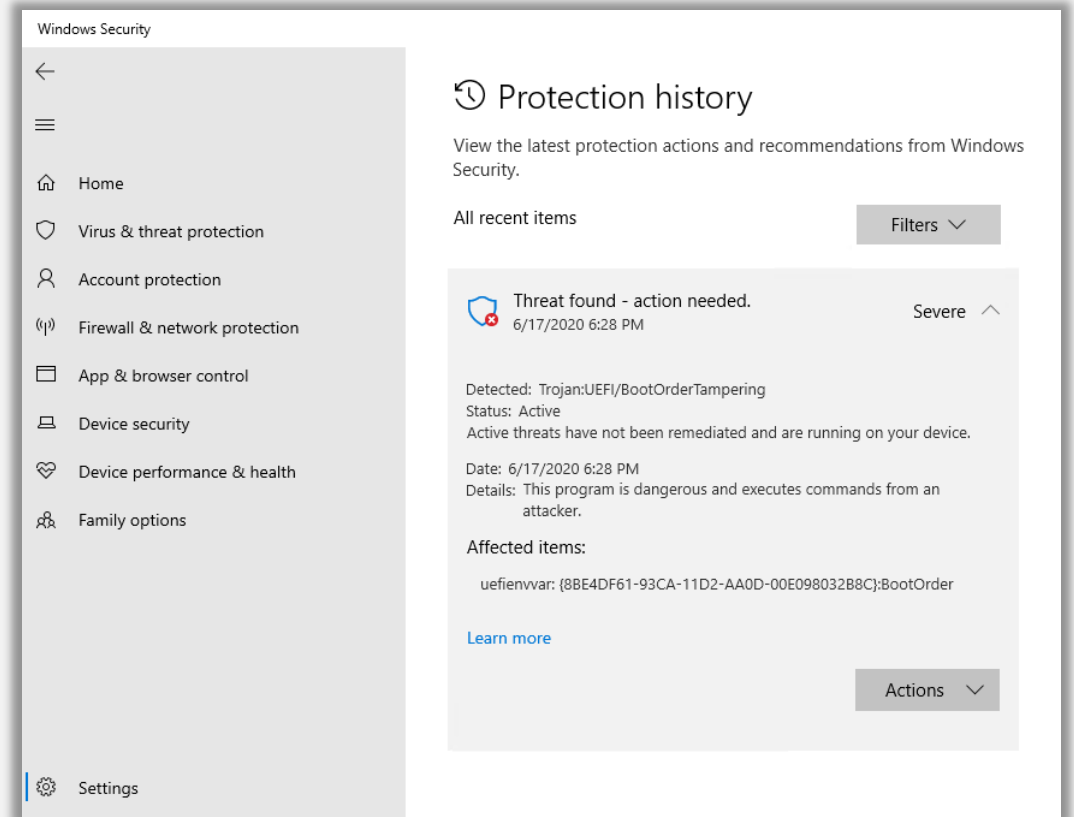 Windows Security
Home
Virus & threat protection
Account protection
Firewall & network protection
App & browser control
Device security
Device performance & health
Family options
Settings
Protection history
View the latest protection actions and recommendations from Windows
Security.
All recent items
Filters
Threat found - action needed.
6/17/2020 6:28 PM
Severe
Detected: Trojan:UEFI/BootOrderTampering
Status: Active
Active threats have not been remediated and are running on your device.
Date: 6/17/2020 6:28 PM
Details: This program is dangerous and executes commands from an
attacker.
Affected items:
uefienvvar: {8BE4DF61-93CA-11D2-AA0D-00E098032B8C}:BootOrder
Learn more
Actions